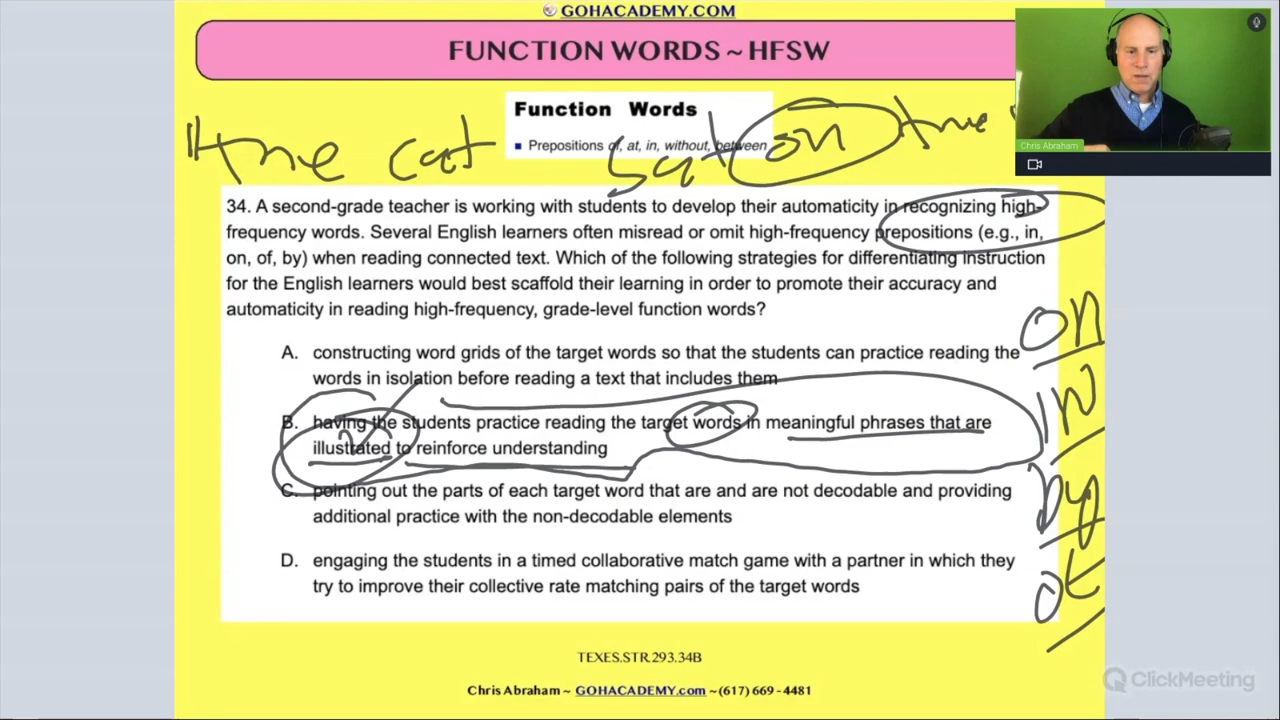 GOHACADEMY.COM
FUNCTION WORDS ~ HFSW
Function Words
Prepositions of, at, in, without, between
"the cat sat on the
Chris Abraham
34. A second-grade teacher is working with students to develop their automaticity in recognizing high-
frequency words. Several English learners often misread or omit high-frequency prepositions (e.g., in,
on, of, by) when reading connected text. Which of the following strategies for differentiating instruction
for the English learners would best scaffold their learning in order to promote their accuracy and
automaticity in reading high-frequency, grade-level function words?
on
A. constructing word grids of the target words so that the students can practice reading the
words in isolation before reading a text that includes them
in
B. having the students practice reading the target words in meaningful phrases that are
illustrated to reinforce understanding
by
C. pointing out the parts of each target word that are and are not decodable and providing
additional practice with the non-decodable elements
of
D. engaging the students in a timed collaborative match game with a partner in which they
try to improve their collective rate matching pairs of the target words
TEXES.STR.293.34B
Chris Abraham ~ GOHACADEMY.com ~(617) 669 - 4481
ClickMeeting